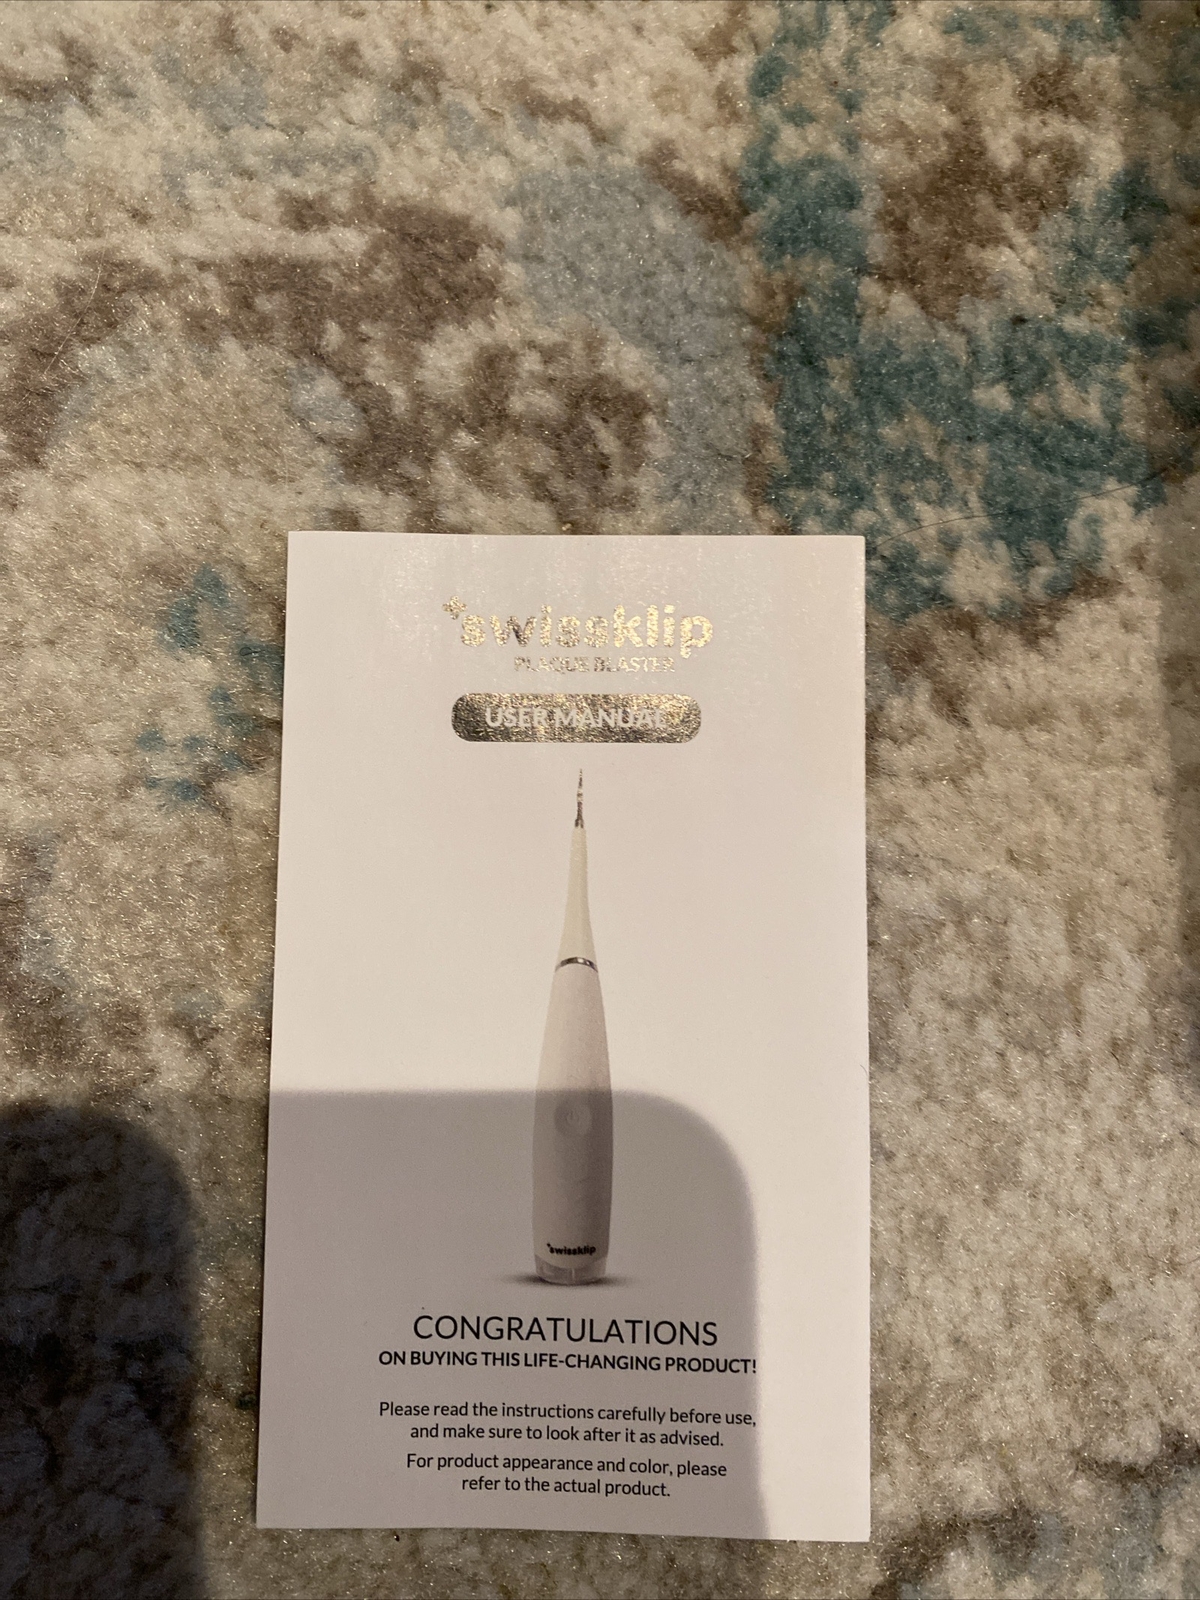 swissklip
PLAQUE BLASTER
USER MANUAL
swissklip
CONGRATULATIONS
ON BUYING THIS LIFE-CHANGING PRODUCT!
Please read the instructions carefully before use,
and make sure to look after it as advised.
For product appearance and color, please
refer to the actual product.